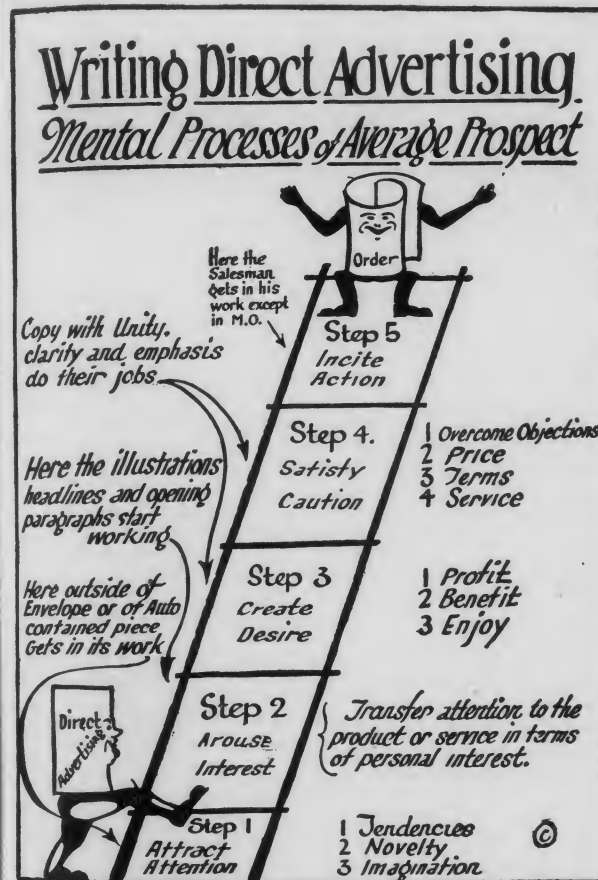 Writing Direct Advertising.
Mental Processes of Average Prospect
Order
Here the
Salesman
gets in his
work except
in M.O.
Step 5
Incite
Action
Copy with Unity.
clarity and emphasis
do their jobs
Step 4.
Satisfy
Caution
1 Overcome Objections
2 Price
3 Terms
4 Service
Here the illustrations
headlines and opening
paragraphs start
working
Step 3
Create
Desire
1 Profit
2 Benefit
3 Enjoy
Here outside of
Envelope or of Auto
contained piece
Gets in its work
Direct
Advertising
Step 2
Arouse
Interest
Transfer attention to the
product or service in terms
of personal interest.
Step 1
Attract
Attention
1 Tendencies
2 Novelty
3 Imagination
©